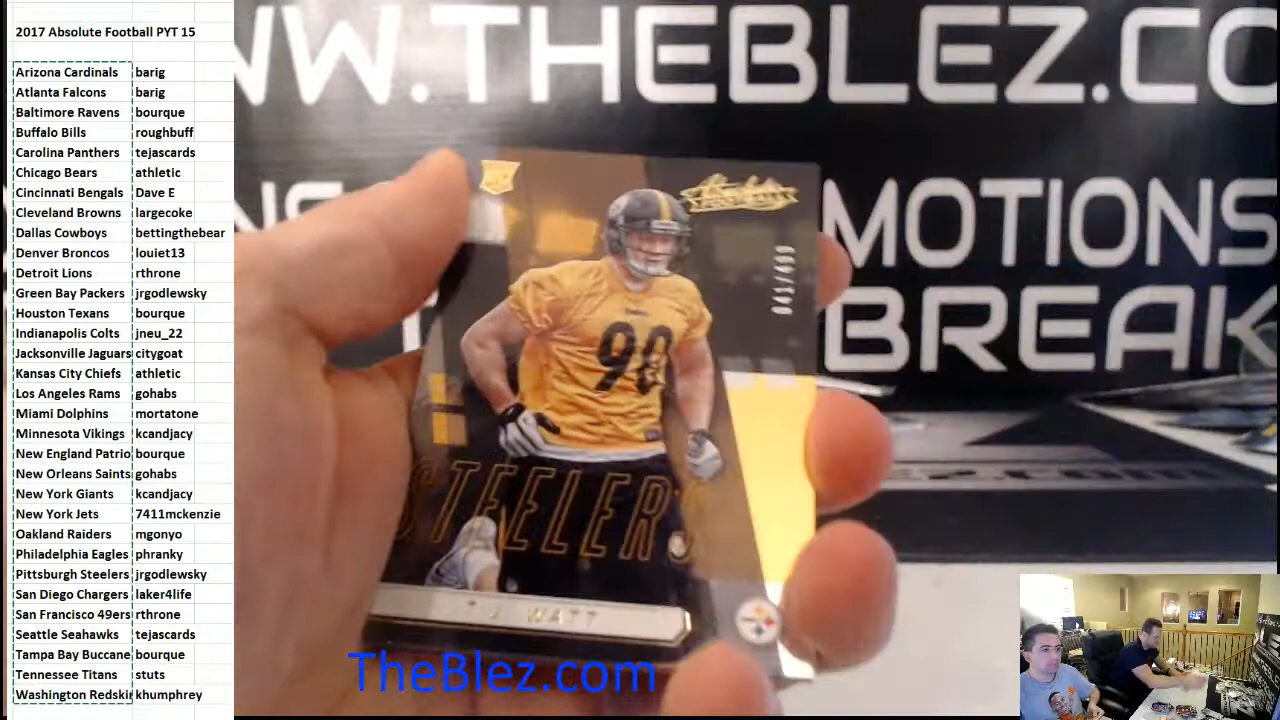 2017 Absolute Football PYT 15
Arizona Cardinals barig
Atlanta Falcons barig
Baltimore Ravens bourque
Buffalo Bills roughbuff
Carolina Panthers tejascards
Chicago Bears athletic
Cincinnati Bengals Dave E
Cleveland Browns largecoke
Dallas Cowboys bettingthebear
Denver Broncos louiet13
Detroit Lions rthrone
Green Bay Packers jrgodlewsky
Houston Texans bourque
Indianapolis Colts jneu_22
Jacksonville Jaguars citygoat
Kansas City Chiefs athletic
Los Angeles Rams gohabs
Miami Dolphins mortatone
Minnesota Vikings kcandjacy
New England Patrio bourque
New Orleans Saints gohabs
New York Giants kcandjacy
New York Jets 7411mckenzie
Oakland Raiders mgonyo
Philadelphia Eagles phranky
Pittsburgh Steelers jrgodlewsky
San Diego Chargers laker4life
San Francisco 49ers rthrone
Seattle Seahawks tejascards
Tampa Bay Buccane bourque
Tennessee Titans stuts
Washington Redskin khumphrey
WW.THEBLEZ.CO
MOTIONS
BREAK
Absolute
FOOTBALL
041/499
90
STEELERS
T.J. WATT
TheBlez.com